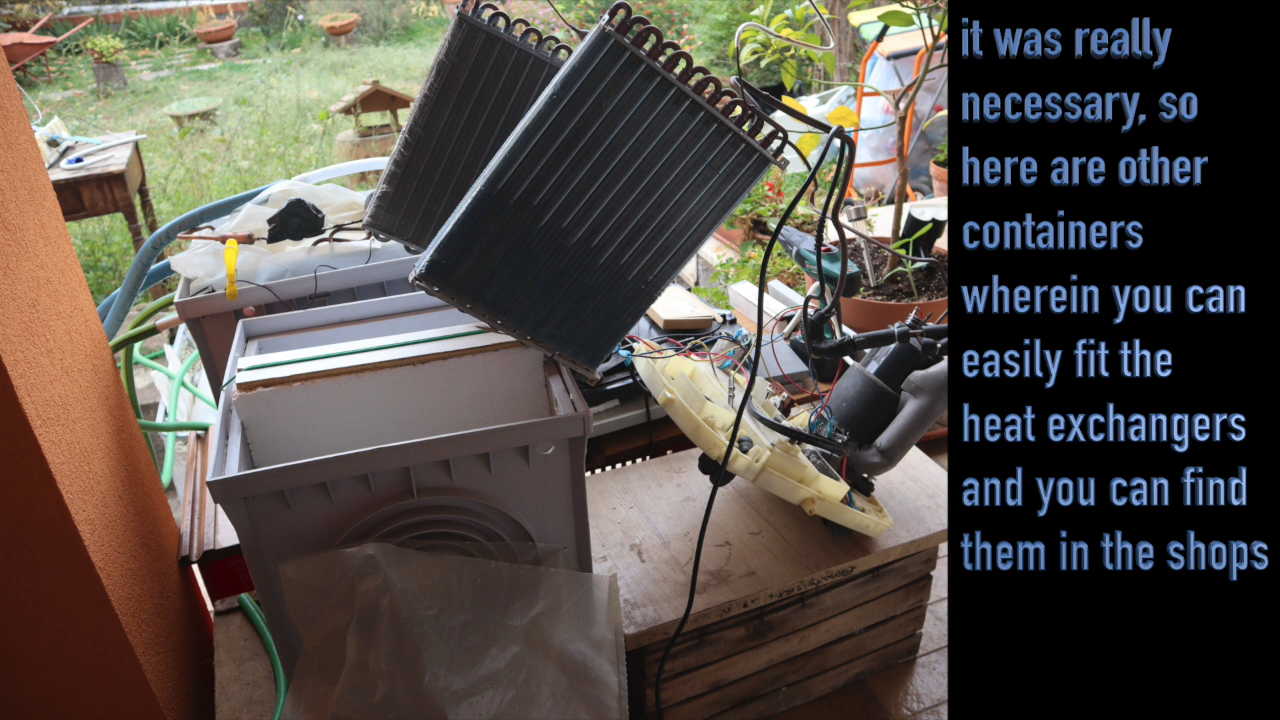 it was really
necessary, so
here are other
containers
wherein you can
easily fit the
heat exchangers
and you can find
them in the shops